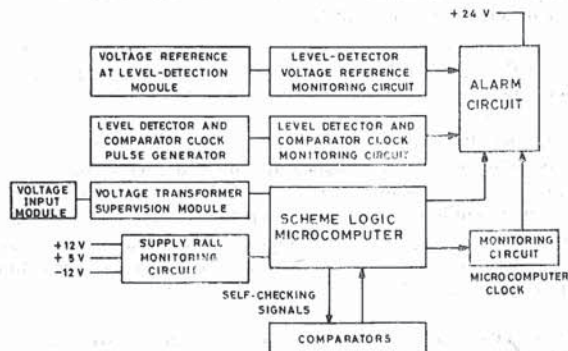 +24 V
VOLTAGE REFERENCE
AT LEVEL-DETECTION
MODULE
LEVEL-DETECTOR
VOLTAGE REFERENCE
MONITORING CIRCUIT
ALARM
CIRCUIT
LEVEL DETECTOR AND
COMPARATOR CLOCK
PULSE GENERATOR
LEVEL DETECTOR AND
COMPARATOR CLOCK
MONITORING CIRCUIT
VOLTAGE
INPUT
MODULE
VOLTAGE TRANSFORMER
SUPERVISION MODULE
SCHEME LOGIC
MICROCOMPUTER
+12 V
+ 5 V
-12V
SUPPLY RALL
MONITORING
CIRCUIT
MONITORING
CIRCUIT
MICROCOMPUTER
CLOCK
SELF-CHECKING
SIGNALS
COMPARATORS